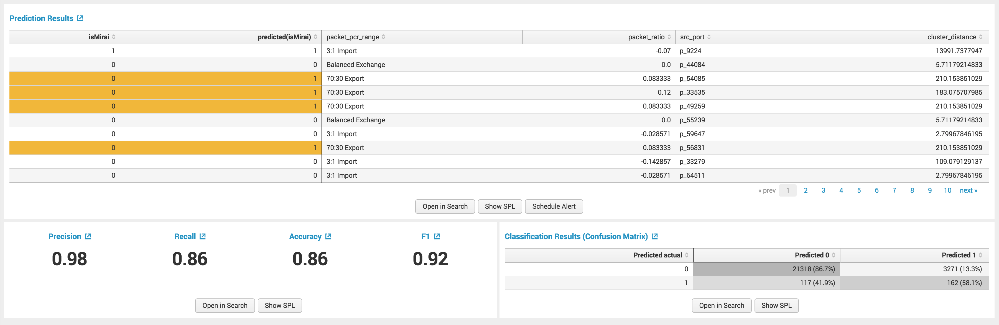 Prediction Results
isMirai predicted(isMirai) packet_pcr_range packet_ratio src_port cluster_distance
1 1 3:1 Import -0.07 p_9224 13991.7377947
0 0 Balanced Exchange 0.0 p_44084 5.71179214833
0 1 70:30 Export 0.083333 p_54085 210.153851029
0 1 70:30 Export 0.12 p_33535 183.075707985
0 1 70:30 Export 0.083333 p_49259 210.153851029
0 0 Balanced Exchange 0.0 p_55239 5.71179214833
0 0 3:1 Import -0.028571 p_59647 2.79967846195
0 1 70:30 Export 0.083333 p_56831 210.153851029
0 0 3:1 Import -0.142857 p_33279 109.079129137
0 0 3:1 Import -0.028571 p_64511 2.79967846195
« prev 1 2 3 4 5 6 7 8 9 10 next »
Open in Search Show SPL Schedule Alert
Precision Recall Accuracy F1
0.98 0.86 0.86 0.92
Open in Search Show SPL
Classification Results (Confusion Matrix)
Predicted actual Predicted 0 Predicted 1
0 21318 (86.7%) 3271 (13.3%)
1 117 (41.9%) 162 (58.1%)
Open in Search Show SPL